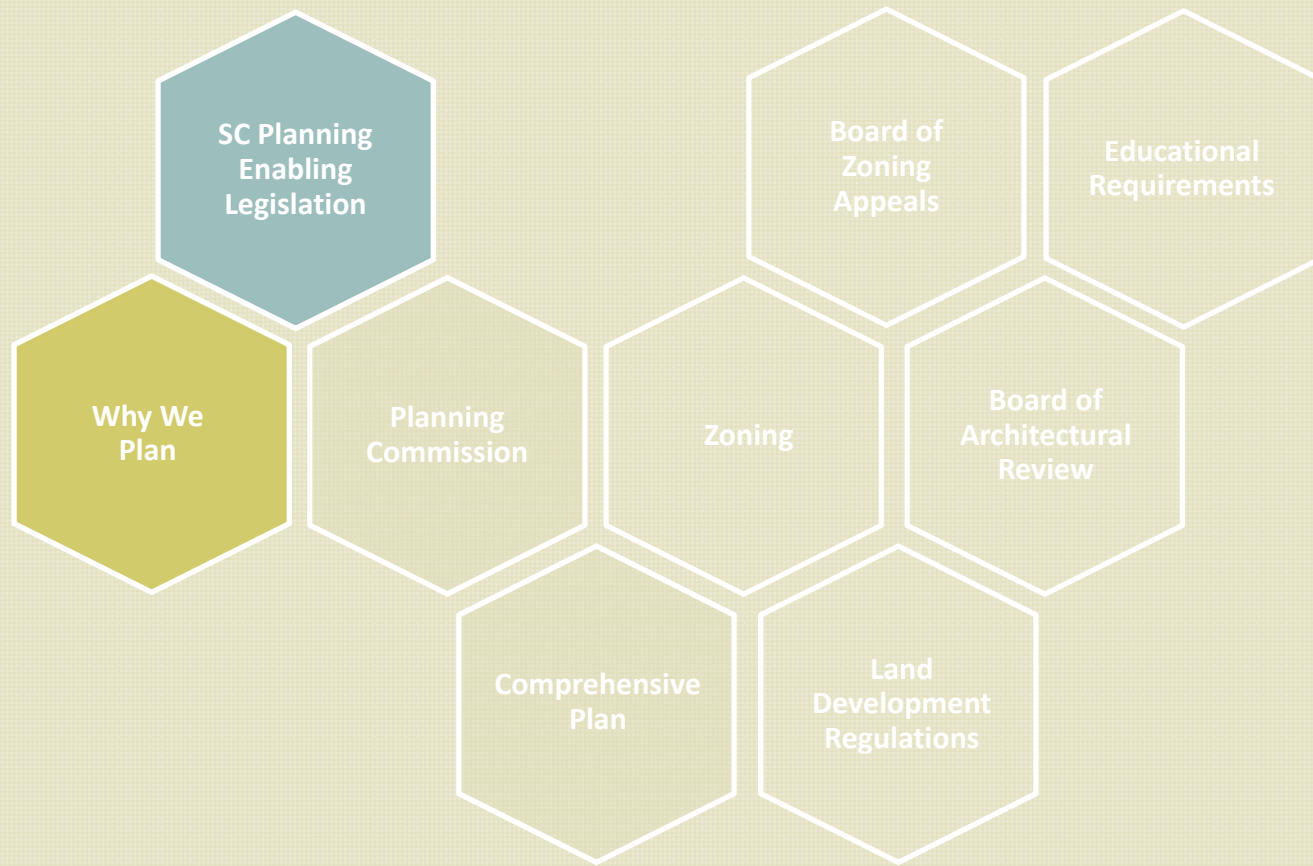 SC Planning
Enabling
Legislation
Board of
Zoning
Appeals
Educational
Requirements
Why We
Plan
Planning
Commission
Zoning
Board of
Architectural
Review
Comprehensive
Plan
Land
Development
Regulations